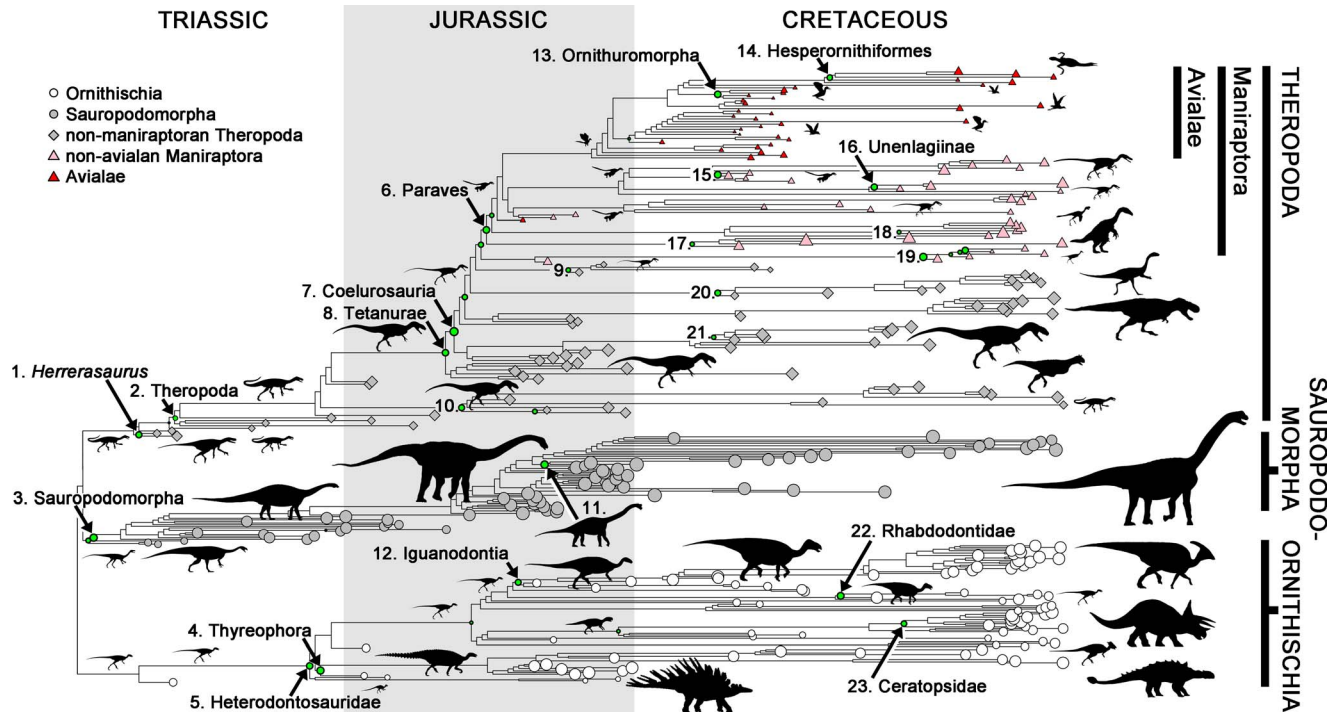 TRIASSIC
JURASSIC
CRETACEOUS
Ornithischia
Sauropodomorpha
non-maniraptoran Theropoda
non-avialan Maniraptora
Avialae
13. Ornithuromorpha
14. Hesperornithiformes
15.
16. Unenlagiinae
6. Paraves
17.
18.
19.
9.
7. Coelurosauria
8. Tetanurae
20.
21.
1. Herrerasaurus
2. Theropoda
10.
3. Sauropodomorpha
11.
12. Iguanodontia
22. Rhabdodontidae
4. Thyreophora
5. Heterodontosauridae
23. Ceratopsidae
Avialae
Maniraptora
THEROPODA
SAUROPODO-
MORPHA
ORNITHISCHIA